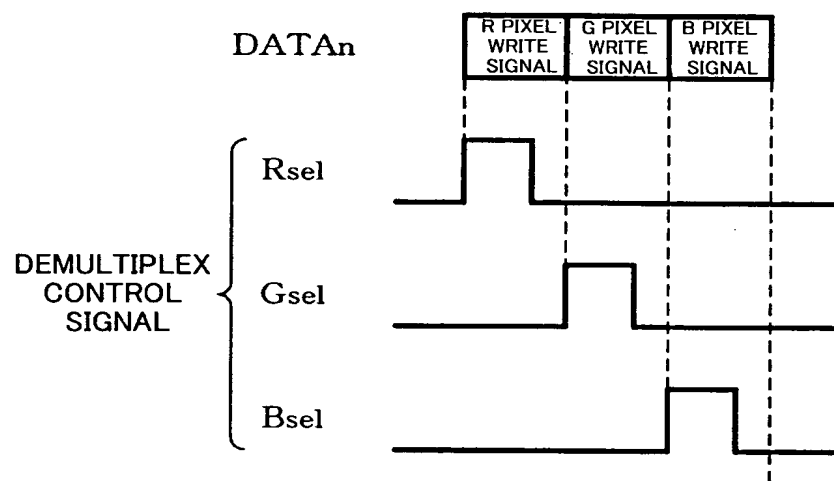 DATAn
R PIXEL WRITE SIGNAL
G PIXEL WRITE SIGNAL
B PIXEL WRITE SIGNAL
DEMULTIPLEX
CONTROL
SIGNAL
Rsel
Gsel
Bsel